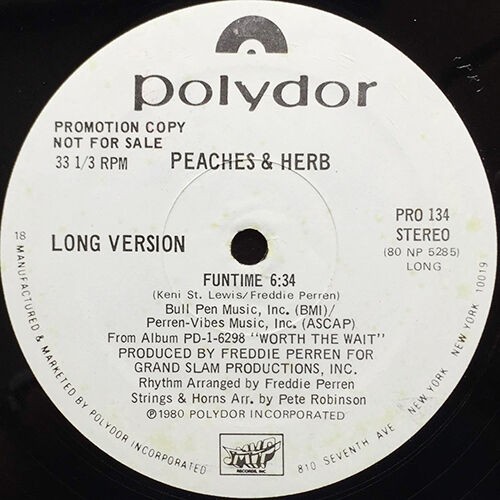 polydor
PROMOTION COPY
NOT FOR SALE
33 1/3 RPM
PEACHES & HERB
PRO 134
LONG VERSION
STEREO
(80 NP 5285)
LONG
FUNTIME 6:34
(Keni St. Lewis/Freddie Perren)
Bull Pen Music, Inc. (BMI)/
Perren-Vibes Music, Inc. (ASCAP)
From Album PD-1-6298 "WORTH THE WAIT"
PRODUCED BY FREDDIE PERREN FOR
GRAND SLAM PRODUCTIONS, INC.
Rhythm Arranged by Freddie Perren
Strings & Horns Arr. by Pete Robinson
℗1980 POLYDOR INCORPORATED
MVP
RECORDS, INC
18 MANUFACTURED & MARKETED BY POLYDOR INCORPORATED
810 SEVENTH AVE NEW YORK, NEW YORK 10019